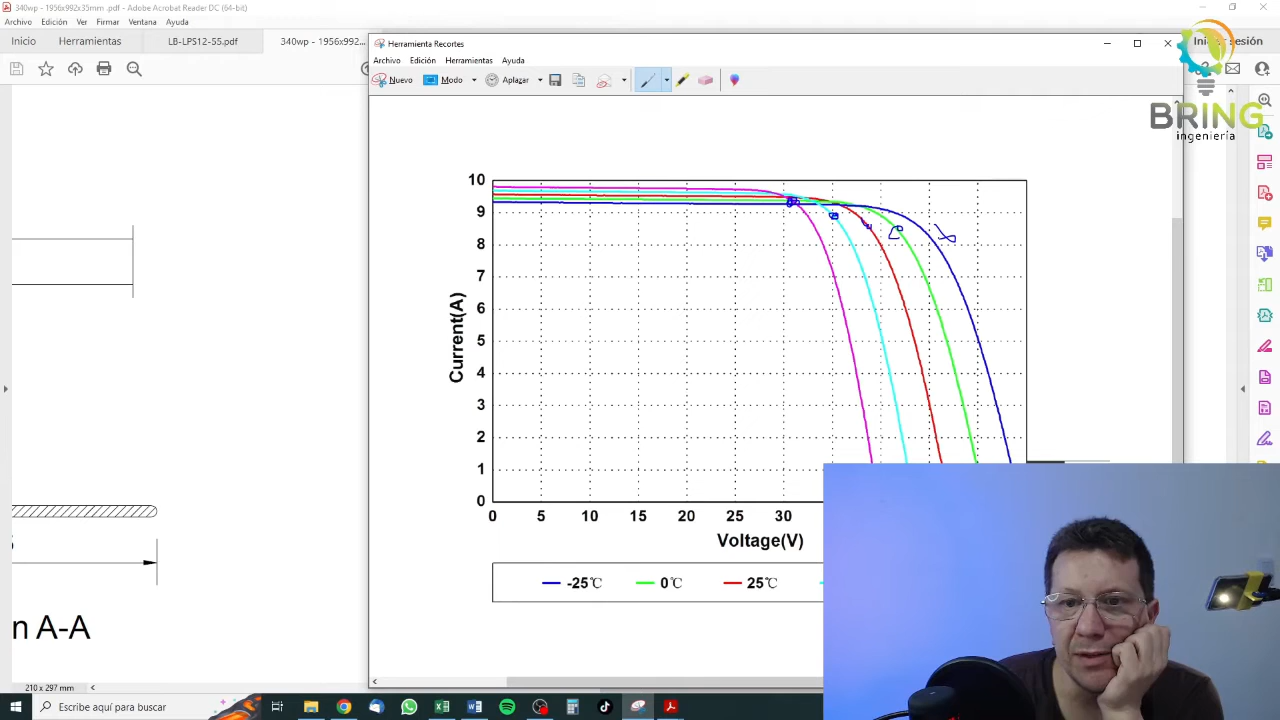 340wp - 1956x992x35mm .pdf - Adobe Acrobat Reader DC (64-bit)
Archivo Edición Ver Firmar Ventana Ayuda
Inicio Herramientas LB-LPS12-55.pdf 340wp - 1956x992... sesión
Herramienta Recortes
Archivo Edición Herramientas Ayuda
Nuevo Modo Aplazar
BRING
ingeniería
10
9
8
7
6
5
4
3
2
1
0
Current(A)
0 5 10 15 20 25 30
Voltage(V)
-25℃ 0℃ 25℃
n A-A
210 x 297 mm
Escribe aquí para buscar